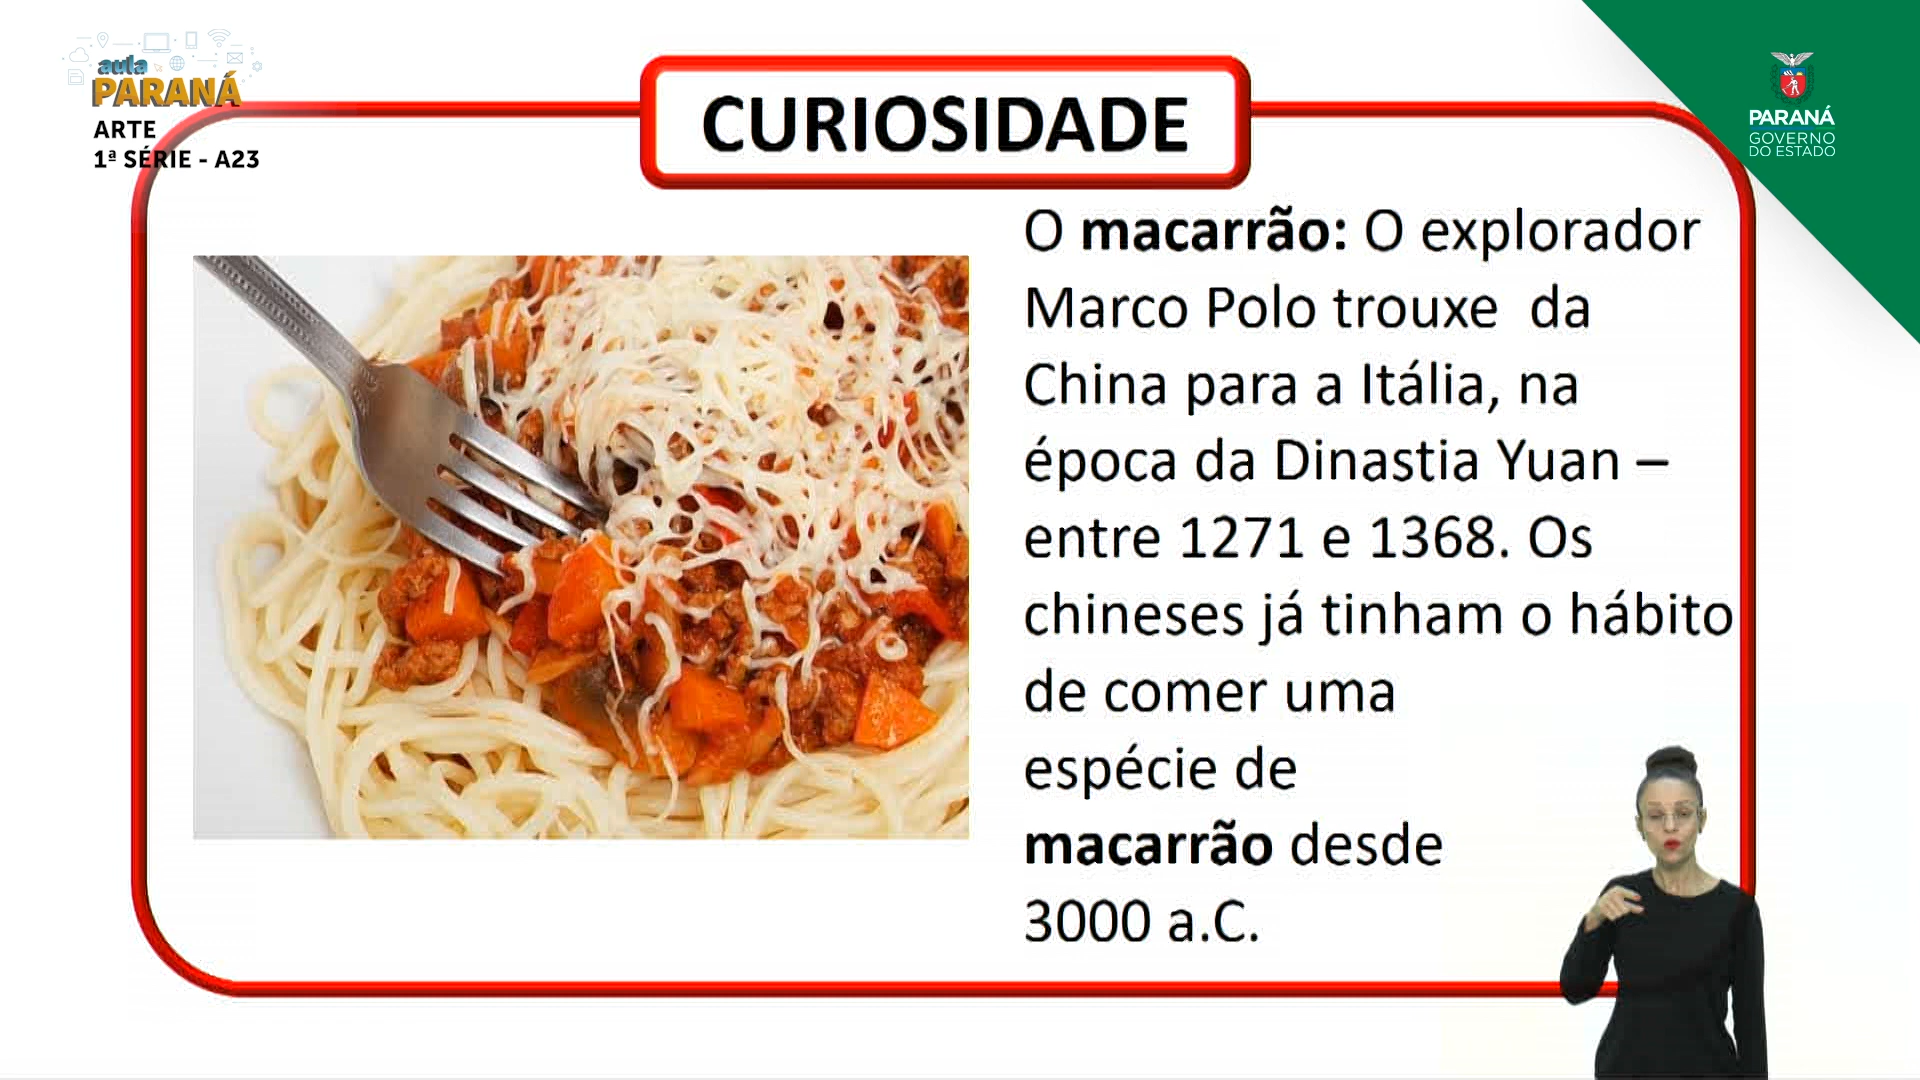 aula
PARANÁ
ARTE
1ª SÉRIE - A23
CURIOSIDADE
PARANÁ
GOVERNO
DO ESTADO
O macarrão: O explorador
Marco Polo trouxe da
China para a Itália, na
época da Dinastia Yuan –
entre 1271 e 1368. Os
chineses já tinham o hábito
de comer uma
espécie de
macarrão desde
3000 a.C.